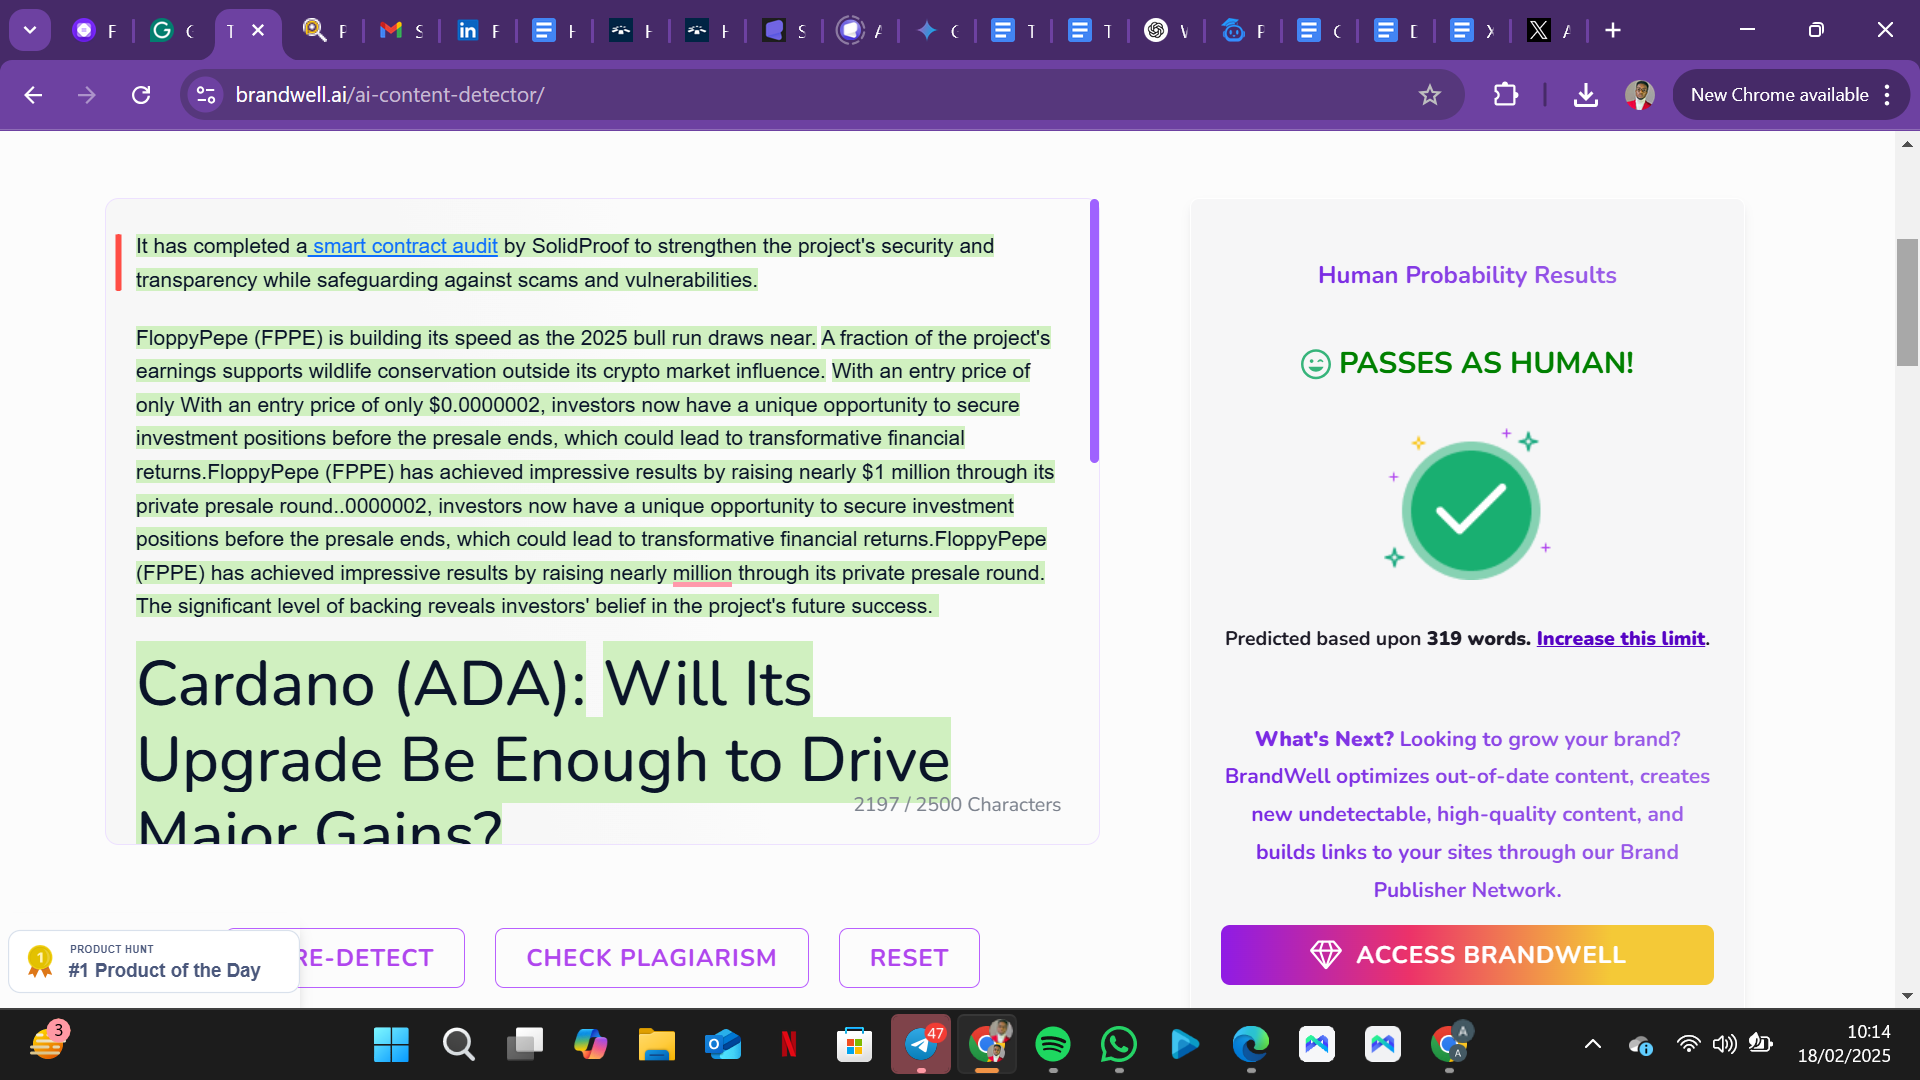 F
G
T
F
S
F
H
H
H
S
A
G
T
T
W
F
C
D
X
A
brandwell.ai/ai-content-detector/
New Chrome available
It has completed a smart contract audit by SolidProof to strengthen the project's security and
transparency while safeguarding against scams and vulnerabilities.
FloppyPepe (FPPE) is building its speed as the 2025 bull run draws near. A fraction of the project's
earnings supports wildlife conservation outside its crypto market influence. With an entry price of
only With an entry price of only $0.0000002, investors now have a unique opportunity to secure
investment positions before the presale ends, which could lead to transformative financial
returns.FloppyPepe (FPPE) has achieved impressive results by raising nearly $1 million through its
private presale round..0000002, investors now have a unique opportunity to secure investment
positions before the presale ends, which could lead to transformative financial returns.FloppyPepe
(FPPE) has achieved impressive results by raising nearly million through its private presale round.
The significant level of backing reveals investors' belief in the project's future success.
Cardano (ADA): Will Its
Upgrade Be Enough to Drive
Major Gains?
2197 / 2500 Characters
RE-DETECT
CHECK PLAGIARISM
RESET
PRODUCT HUNT
#1 Product of the Day
Human Probability Results
PASSES AS HUMAN!
Predicted based upon 319 words. Increase this limit.
What's Next? Looking to grow your brand?
BrandWell optimizes out-of-date content, creates
new undetectable, high-quality content, and
builds links to your sites through our Brand
Publisher Network.
ACCESS BRANDWELL
3
47
A
A
10:14
18/02/2025